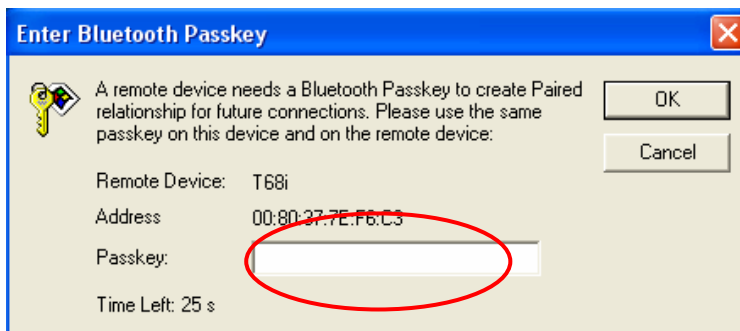 Enter Bluetooth Passkey
A remote device needs a Bluetooth Passkey to create Paired
relationship for future connections. Please use the same
passkey on this device and on the remote device:
OK
Cancel
Remote Device: T68i
Address 00:80:37:7E:F6:C3
Passkey:
Time Left: 25 s